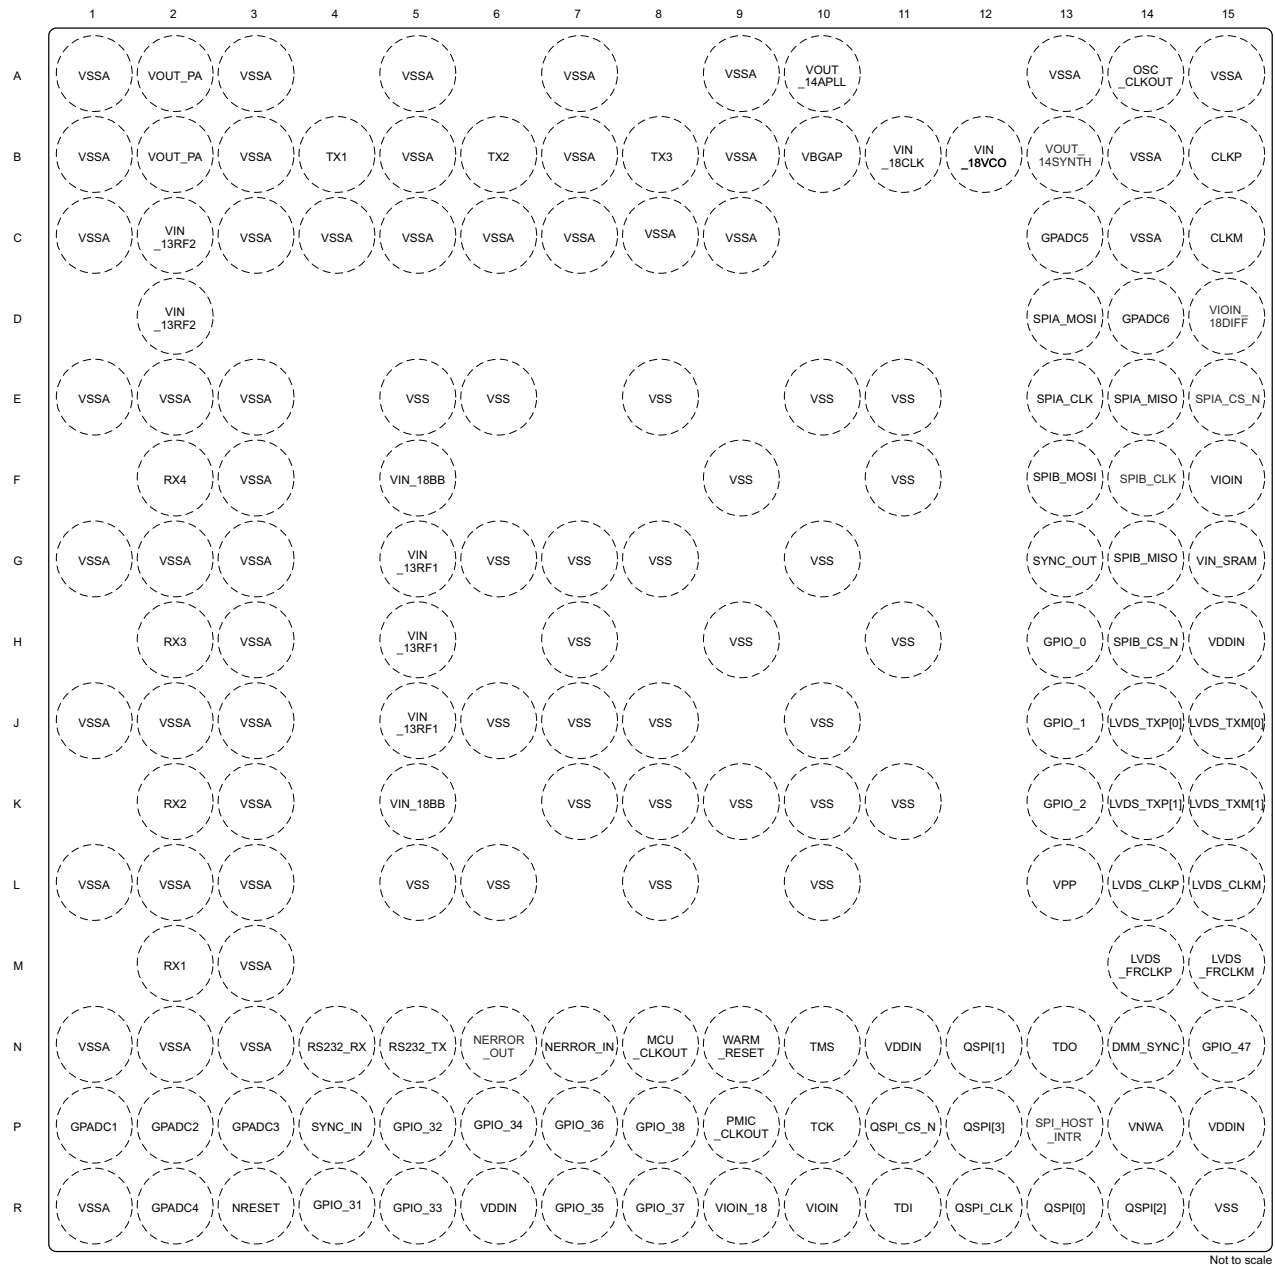 1 2 3 4 5 6 7 8 9 10 11 12 13 14 15
A VSSA VOUT_PA VSSA VSSA VSSA VSSA VOUT _14APLL VSSA OSC _CLKOUT VSSA
B VSSA VOUT_PA VSSA TX1 VSSA TX2 VSSA TX3 VSSA VBGAP VIN _18CLK VIN _18VCO VOUT_ 14SYNTH VSSA CLKP
C VSSA VIN _13RF2 VSSA VSSA VSSA VSSA VSSA VSSA VSSA GPADC5 VSSA CLKM
D VIN _13RF2 SPIA_MOSI GPADC6 VIOIN_ 18DIFF
E VSSA VSSA VSSA VSS VSS VSS VSS VSS SPIA_CLK SPIA_MISO SPIA_CS_N
F RX4 VSSA VIN_18BB VSS VSS SPIB_MOSI SPIB_CLK VIOIN
G VSSA VSSA VSSA VIN _13RF1 VSS VSS VSS VSS SYNC_OUT SPIB_MISO VIN_SRAM
H RX3 VSSA VIN _13RF1 VSS VSS VSS GPIO_0 SPIB_CS_N VDDIN
J VSSA VSSA VSSA VIN _13RF1 VSS VSS VSS VSS GPIO_1 LVDS_TXP[0] LVDS_TXM[0]
K RX2 VSSA VIN_18BB VSS VSS VSS VSS VSS GPIO_2 LVDS_TXP[1] LVDS_TXM[1]
L VSSA VSSA VSSA VSS VSS VSS VSS VPP LVDS_CLKP LVDS_CLKM
M RX1 VSSA LVDS _FRCLKP LVDS _FRCLKM
N VSSA VSSA VSSA RS232_RX RS232_TX NERROR _OUT NERROR_IN MCU _CLKOUT WARM _RESET TMS VDDIN QSPI[1] TDO DMM_SYNC GPIO_47
P GPADC1 GPADC2 GPADC3 SYNC_IN GPIO_32 GPIO_34 GPIO_36 GPIO_38 PMIC _CLKOUT TCK QSPI_CS_N QSPI[3] SPI_HOST _INTR VNWA VDDIN
R VSSA GPADC4 NRESET GPIO_31 GPIO_33 VDDIN GPIO_35 GPIO_37 VIOIN_18 VIOIN TDI QSPI_CLK QSPI[0] QSPI[2] VSS
Not to scale